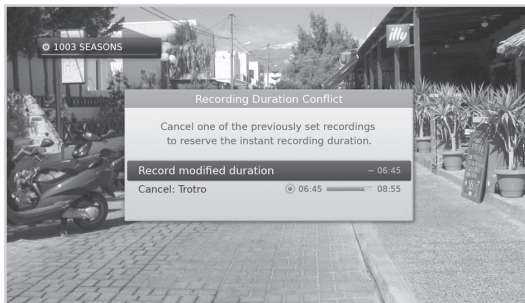 1003 SEASONS
illy
Recording Duration Conflict
Cancel one of the previously set recordings
to reserve the instant recording duration.
Record modified duration ~ 06:45
Cancel: Trotro 06:45 08:55